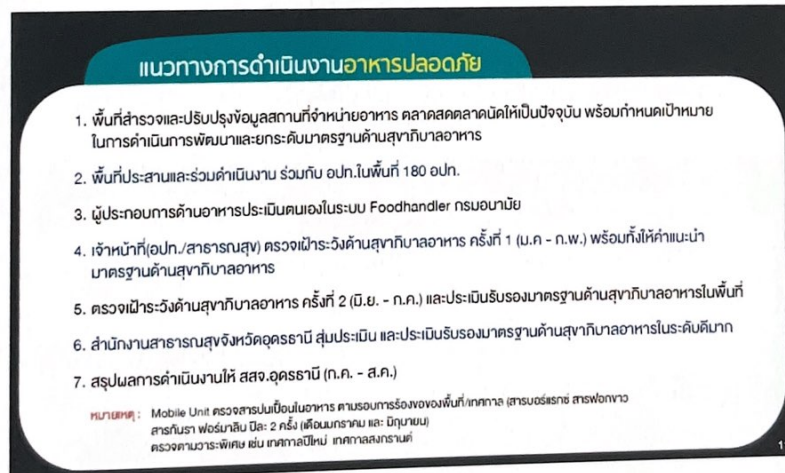 แนวทางการดำเนินงานอาหารปลอดภัย
1. พื้นที่สำรวจและปรับปรุงข้อมูลสถานที่จำหน่ายอาหาร ตลาดสดตลาดนัดให้เป็นปัจจุบัน พร้อมกำหนดเป้าหมาย
ในการดำเนินการพัฒนาและยกระดับมาตรฐานด้านสุขาภิบาลอาหาร
2. พื้นที่ประสานและร่วมดำเนินงาน ร่วมกับ อปท.ในพื้นที่ 180 อปท.
3. ผู้ประกอบการด้านอาหารประเมินตนเองในระบบ Foodhandler กรมอนามัย
4. เจ้าหน้าที่(อปท./สาธารณสุข) ตรวจเฝ้าระวังด้านสุขาภิบาลอาหาร ครั้งที่ 1 (ม.ค - ก.พ.) พร้อมทั้งให้คำแนะนำ
มาตรฐานด้านสุขาภิบาลอาหาร
5. ตรวจเฝ้าระวังด้านสุขาภิบาลอาหาร ครั้งที่ 2 (มิ.ย. - ก.ค.) และประเมินรับรองมาตรฐานด้านสุขาภิบาลอาหารในพื้นที่
6. สำนักงานสาธารณสุขจังหวัดอุดรธานี สุ่มประเมิน และประเมินรับรองมาตรฐานด้านสุขาภิบาลอาหารในระดับดีมาก
7. สรุปผลการดำเนินงานให้ สสจ.อุดรธานี (ก.ค. - ส.ค.)
หมายเหตุ : Mobile Unit ตรวจสารปนเปื้อนในอาหาร ตามรอบการร้องขอของพื้นที่/เทศกาล (สารบอร์แรกซ์ สารฟอกขาว
สารกันรา ฟอร์มาลิน ปีละ 2 ครั้ง (เดือนมกราคม และ มิถุนายน)
ตรวจตามวาระพิเศษ เช่น เทศกาลปีใหม่ เทศกาลสงกรานต์